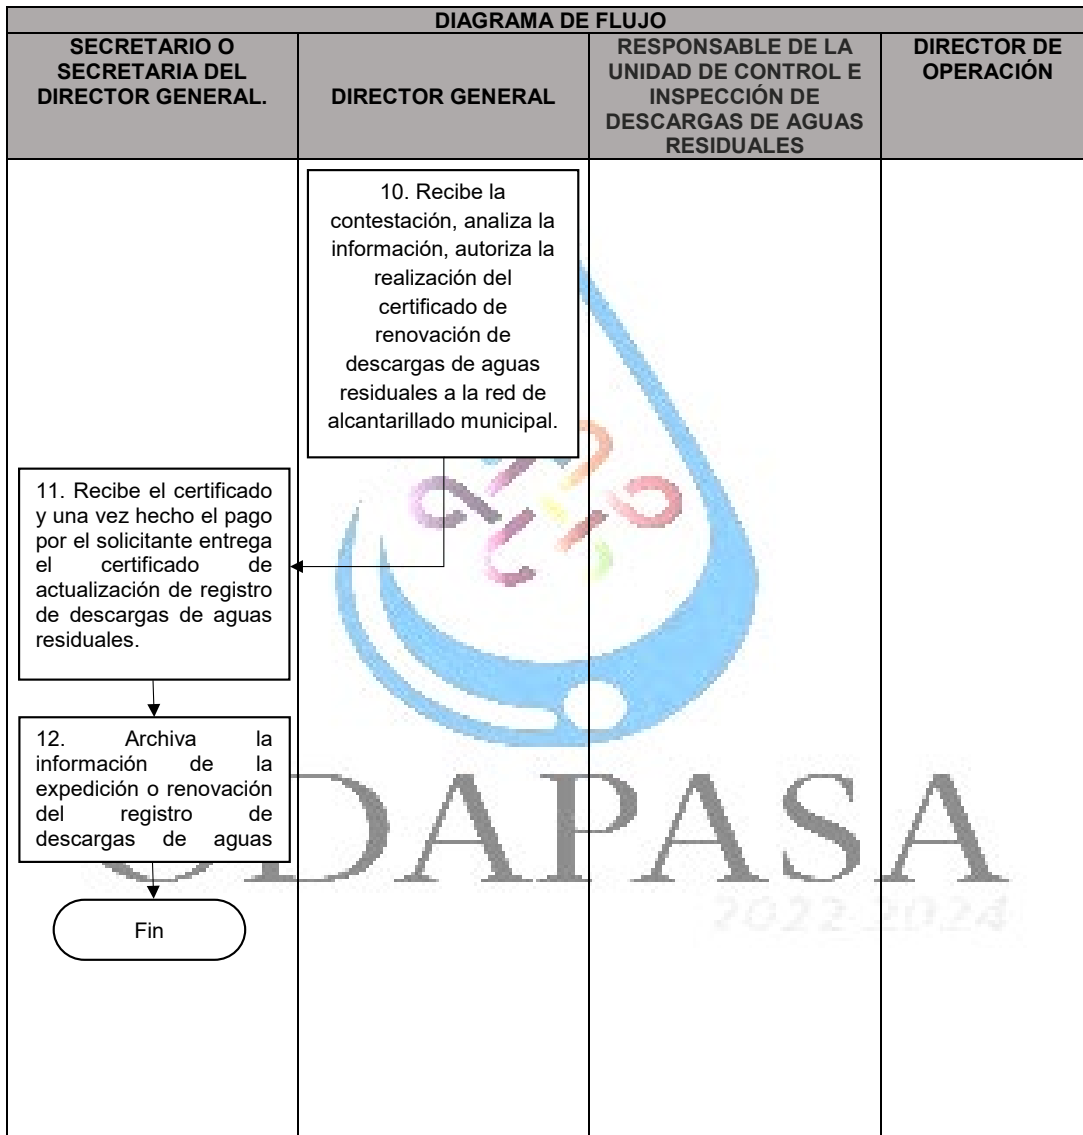 DIAGRAMA DE FLUJO
SECRETARIO O
SECRETARIA DEL
DIRECTOR GENERAL.
DIRECTOR GENERAL
RESPONSABLE DE LA
UNIDAD DE CONTROL E
INSPECCIÓN DE
DESCARGAS DE AGUAS
RESIDUALES
DIRECTOR DE
OPERACIÓN
10. Recibe la
contestación, analiza la
información, autoriza la
realización del
certificado de
renovación de
descargas de aguas
residuales a la red de
alcantarillado municipal.
11. Recibe el certificado
y una vez hecho el pago
por el solicitante entrega
el certificado de
actualización de registro
de descargas de aguas
residuales.
12. Archiva la
información de la
expedición o renovación
del registro de
descargas de aguas
Fin
ODAPASA
2022-2024